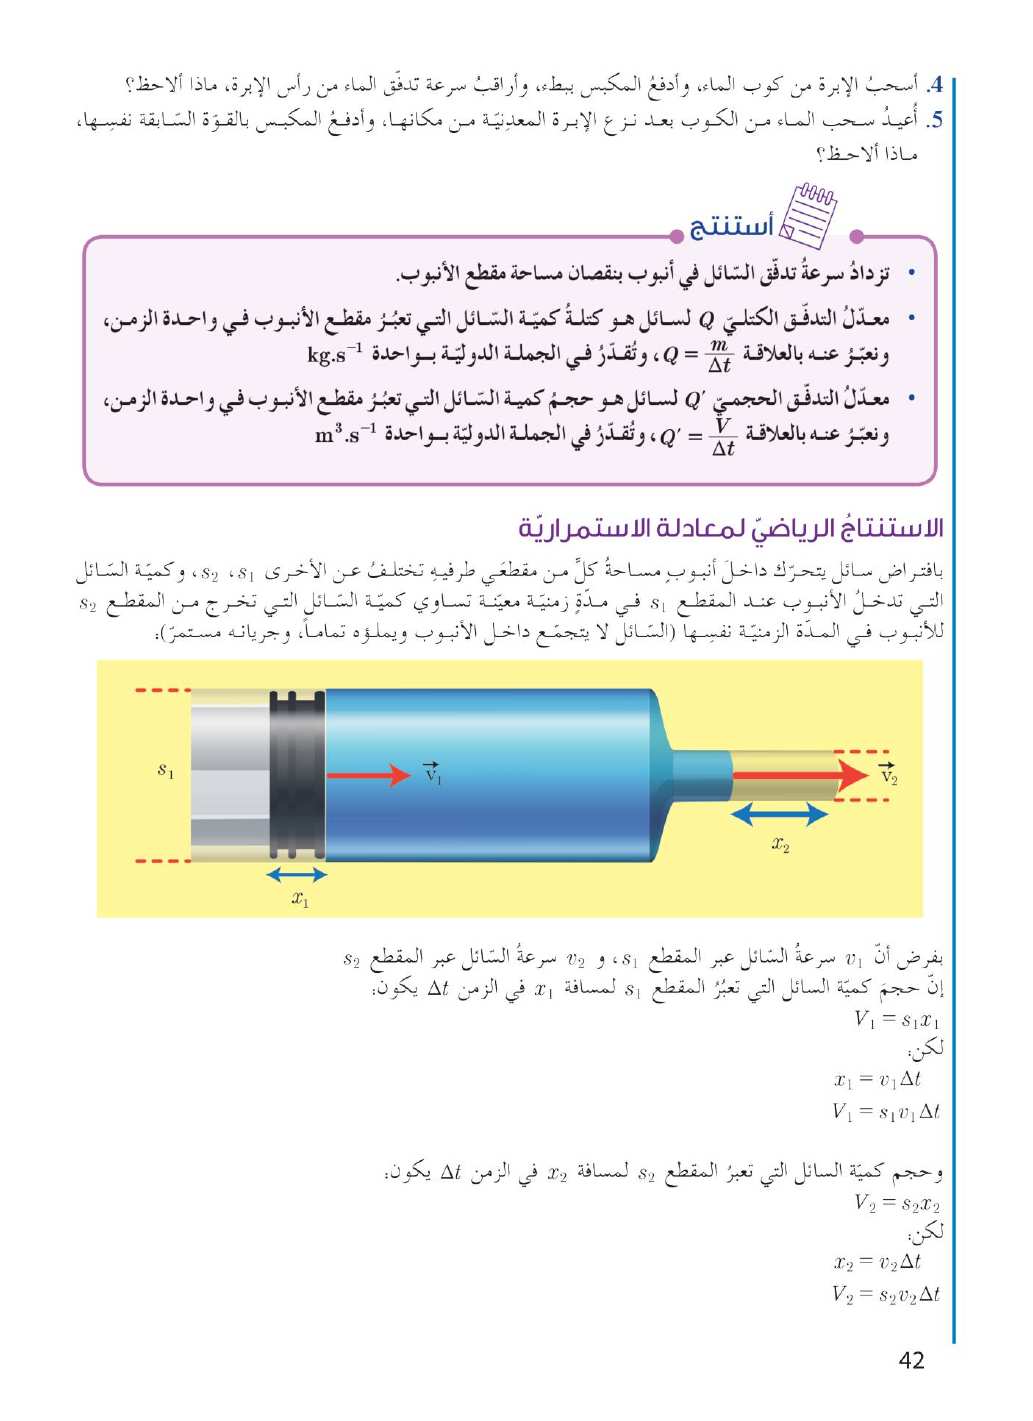 4. أسحبُ الإبرة من كوب الماء، وأدفعُ المكبس ببطء، وأراقبُ سرعة تدفّق الماء من رأس الإبرة، ماذا ألاحظ؟
5. أُعيدُ سحب الماء من الكوب بعد نزع الإبرة المعدِنيّة من مكانها، وأدفعُ المكبس بالقوّة السّابقة نفسِها،
ماذا ألاحظ؟
أستنتج
• تزدادُ سرعةُ تدفّق السّائل في أنبوب بنقصان مساحة مقطع الأنبوب.
• معدّلُ التدفّق الكتليّ Q لسائل هو كتلةُ كميّة السّائل التي تعبُرُ مقطع الأنبوب في واحدة الزمن،
ونعبّرُ عنه بالعلاقة Q = m/Δt، وتُقدّرُ في الجملة الدوليّة بواحدة kg.s⁻¹
• معدّلُ التدفّق الحجميّ Q′ لسائل هو حجمُ كمية السّائل التي تعبُرُ مقطع الأنبوب في واحدة الزمن،
ونعبّرُ عنه بالعلاقة Q′ = V/Δt، وتُقدّرُ في الجملة الدوليّة بواحدة m³.s⁻¹
الاستنتاجُ الرياضيّ لمعادلة الاستمراريّة
بافتراض سائل يتحرّك داخلَ أنبوبٍ مساحةُ كلٍّ من مقطعَي طرفيهِ تختلفُ عن الأخرى s₁، s₂، وكميّة السّائل
التي تدخلُ الأنبوب عند المقطع s₁ في مدّةٍ زمنيّة معيّنة تساوي كميّة السّائل التي تخرج من المقطع s₂
للأنبوب في المدّة الزمنيّة نفسِها (السّائل لا يتجمّع داخل الأنبوب ويملؤه تماماً، وجريانه مستمرّ):
s₁
v⃗₁
v⃗₂
x₂
x₁
بفرض أنّ v₁ سرعةُ السّائل عبر المقطع s₁، و v₂ سرعةُ السّائل عبر المقطع s₂
إنّ حجمَ كميّة السائل التي تعبُرُ المقطع s₁ لمسافة x₁ في الزمن Δt يكون:
V₁ = s₁x₁
لكن:
x₁ = v₁Δt
V₁ = s₁v₁Δt
وحجم كميّة السائل التي تعبرُ المقطع s₂ لمسافة x₂ في الزمن Δt يكون:
V₂ = s₂x₂
لكن:
x₂ = v₂Δt
V₂ = s₂v₂Δt
42